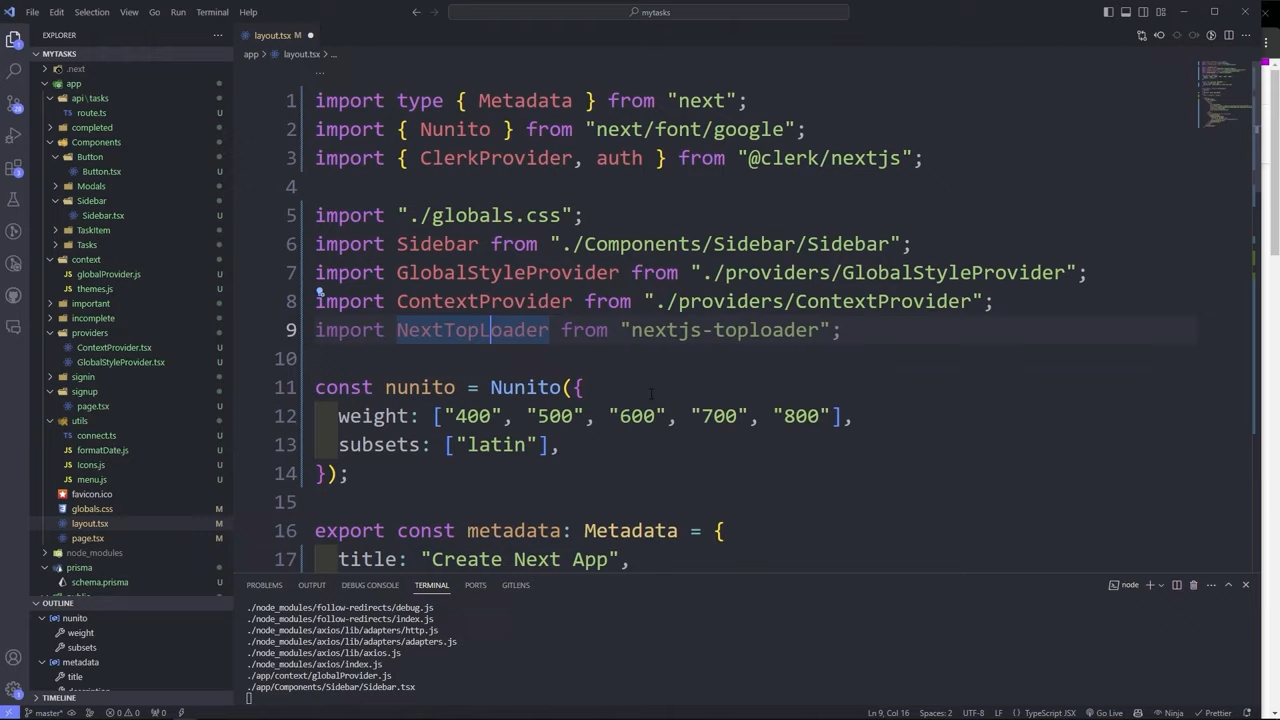 File Edit Selection View Go Run Terminal Help
mytasks
EXPLORER
MYTASKS
.next
app
api\tasks
route.ts U
completed
Components
Button
Button.tsx U
Modals
Sidebar
Sidebar.tsx U
TaskItem
Tasks
context
globalProvider.js U
themes.js U
important
incomplete
providers
ContextProvider.tsx U
GlobalStyleProvider.tsx U
signin
signup
page.tsx U
utils
connect.ts U
formatDate.js U
Icons.js U
menu.js U
favicon.ico
globals.css M
layout.tsx M
page.tsx M
node_modules
prisma
schema.prisma U
OUTLINE
nunito
weight
subsets
metadata
title
TIMELINE
layout.tsx M
app > layout.tsx > ...
1 import type { Metadata } from "next";
2 import { Nunito } from "next/font/google";
3 import { ClerkProvider, auth } from "@clerk/nextjs";
4
5 import "./globals.css";
6 import Sidebar from "./Components/Sidebar/Sidebar";
7 import GlobalStyleProvider from "./providers/GlobalStyleProvider";
8 import ContextProvider from "./providers/ContextProvider";
9 import NextTopLoader from "nextjs-toploader";
10
11 const nunito = Nunito({
12 weight: ["400", "500", "600", "700", "800"],
13 subsets: ["latin"],
14 });
15
16 export const metadata: Metadata = {
17 title: "Create Next App",
PROBLEMS OUTPUT DEBUG CONSOLE TERMINAL PORTS GITLENS
node
./node_modules/follow-redirects/debug.js
./node_modules/follow-redirects/index.js
./node_modules/axios/lib/adapters/http.js
./node_modules/axios/lib/adapters/adapters.js
./node_modules/axios/lib/axios.js
./node_modules/axios/index.js
./app/context/globalProvider.js
./app/Components/Sidebar/Sidebar.tsx
master* 0 0 0 Ln 9, Col 16 Spaces: 2 UTF-8 LF {} TypeScript JSX Go Live Ninja Prettier